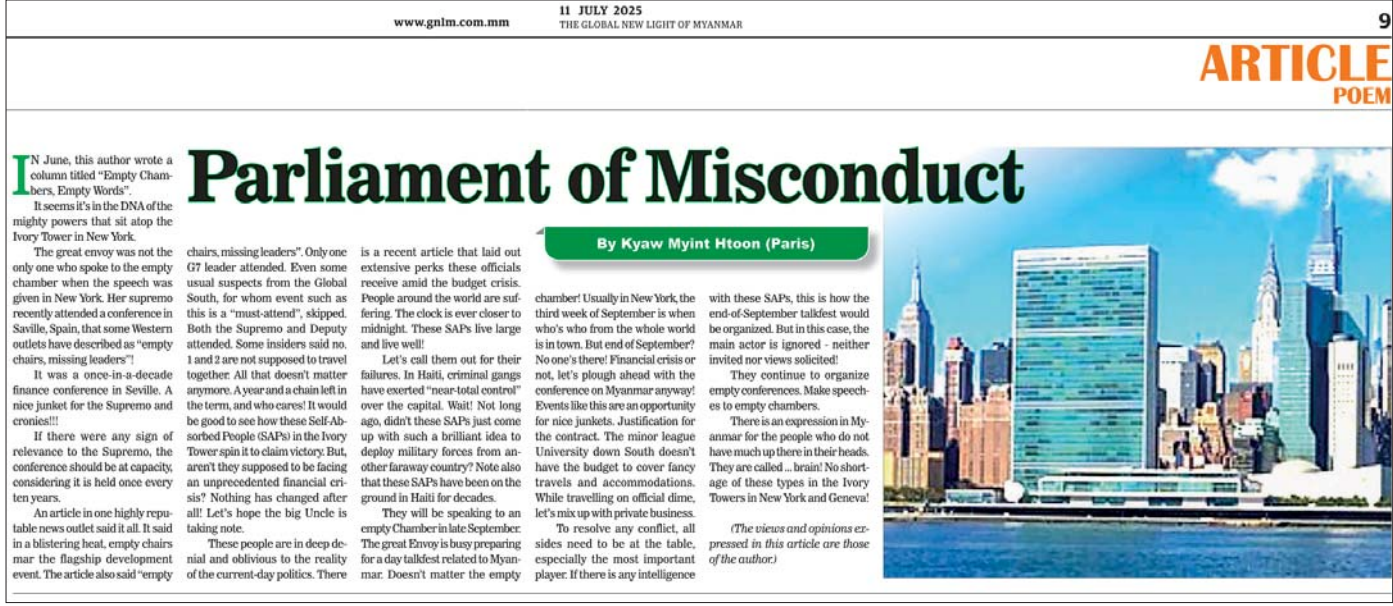 www.gnlm.com.mm
11 JULY 2025
THE GLOBAL NEW LIGHT OF MYANMAR
9
ARTICLE
POEM
Parliament of Misconduct
By Kyaw Myint Htoon (Paris)
IN June, this author wrote a
column titled “Empty Cham-
bers, Empty Words”.
It seems it's in the DNA of the
mighty powers that sit atop the
Ivory Tower in New York.
The great envoy was not the
only one who spoke to the empty
chamber when the speech was
given in New York. Her supremo
recently attended a conference in
Saville, Spain, that some Western
outlets have described as “empty
chairs, missing leaders”!
It was a once-in-a-decade
finance conference in Seville. A
nice junket for the Supremo and
cronies!!!
If there were any sign of
relevance to the Supremo, the
conference should be at capacity,
considering it is held once every
ten years.
An article in one highly repu-
table news outlet said it all. It said
in a blistering heat, empty chairs
mar the flagship development
event. The article also said “empty
chairs, missing leaders”. Only one
G7 leader attended. Even some
usual suspects from the Global
South, for whom event such as
this is a “must-attend”, skipped.
Both the Supremo and Deputy
attended. Some insiders said no.
1 and 2 are not supposed to travel
together. All that doesn't matter
anymore. A year and a chain left in
the term, and who cares! It would
be good to see how these Self-Ab-
sorbed People (SAPs) in the Ivory
Tower spin it to claim victory. But,
aren't they supposed to be facing
an unprecedented financial cri-
sis? Nothing has changed after
all! Let's hope the big Uncle is
taking note.
These people are in deep de-
nial and oblivious to the reality
of the current-day politics. There
is a recent article that laid out
extensive perks these officials
receive amid the budget crisis.
People around the world are suf-
fering. The clock is ever closer to
midnight. These SAPs live large
and live well!
Let's call them out for their
failures. In Haiti, criminal gangs
have exerted “near-total control”
over the capital. Wait! Not long
ago, didn't these SAPs just come
up with such a brilliant idea to
deploy military forces from an-
other faraway country? Note also
that these SAPs have been on the
ground in Haiti for decades.
They will be speaking to an
empty Chamber in late September.
The great Envoy is busy preparing
for a day talkfest related to Myan-
mar. Doesn't matter the empty
chamber! Usually in New York, the
third week of September is when
who's who from the whole world
is in town. But end of September?
No one's there! Financial crisis or
not, let's plough ahead with the
conference on Myanmar anyway!
Events like this are an opportunity
for nice junkets. Justification for
the contract. The minor league
University down South doesn't
have the budget to cover fancy
travels and accommodations.
While travelling on official dime,
let's mix up with private business.
To resolve any conflict, all
sides need to be at the table,
especially the most important
player. If there is any intelligence
with these SAPs, this is how the
end-of-September talkfest would
be organized. But in this case, the
main actor is ignored - neither
invited nor views solicited!
They continue to organize
empty conferences. Make speech-
es to empty chambers.
There is an expression in My-
anmar for the people who do not
have much up there in their heads.
They are called ... brain! No short-
age of these types in the Ivory
Towers in New York and Geneva!
(The views and opinions ex-
pressed in this article are those
of the author.)